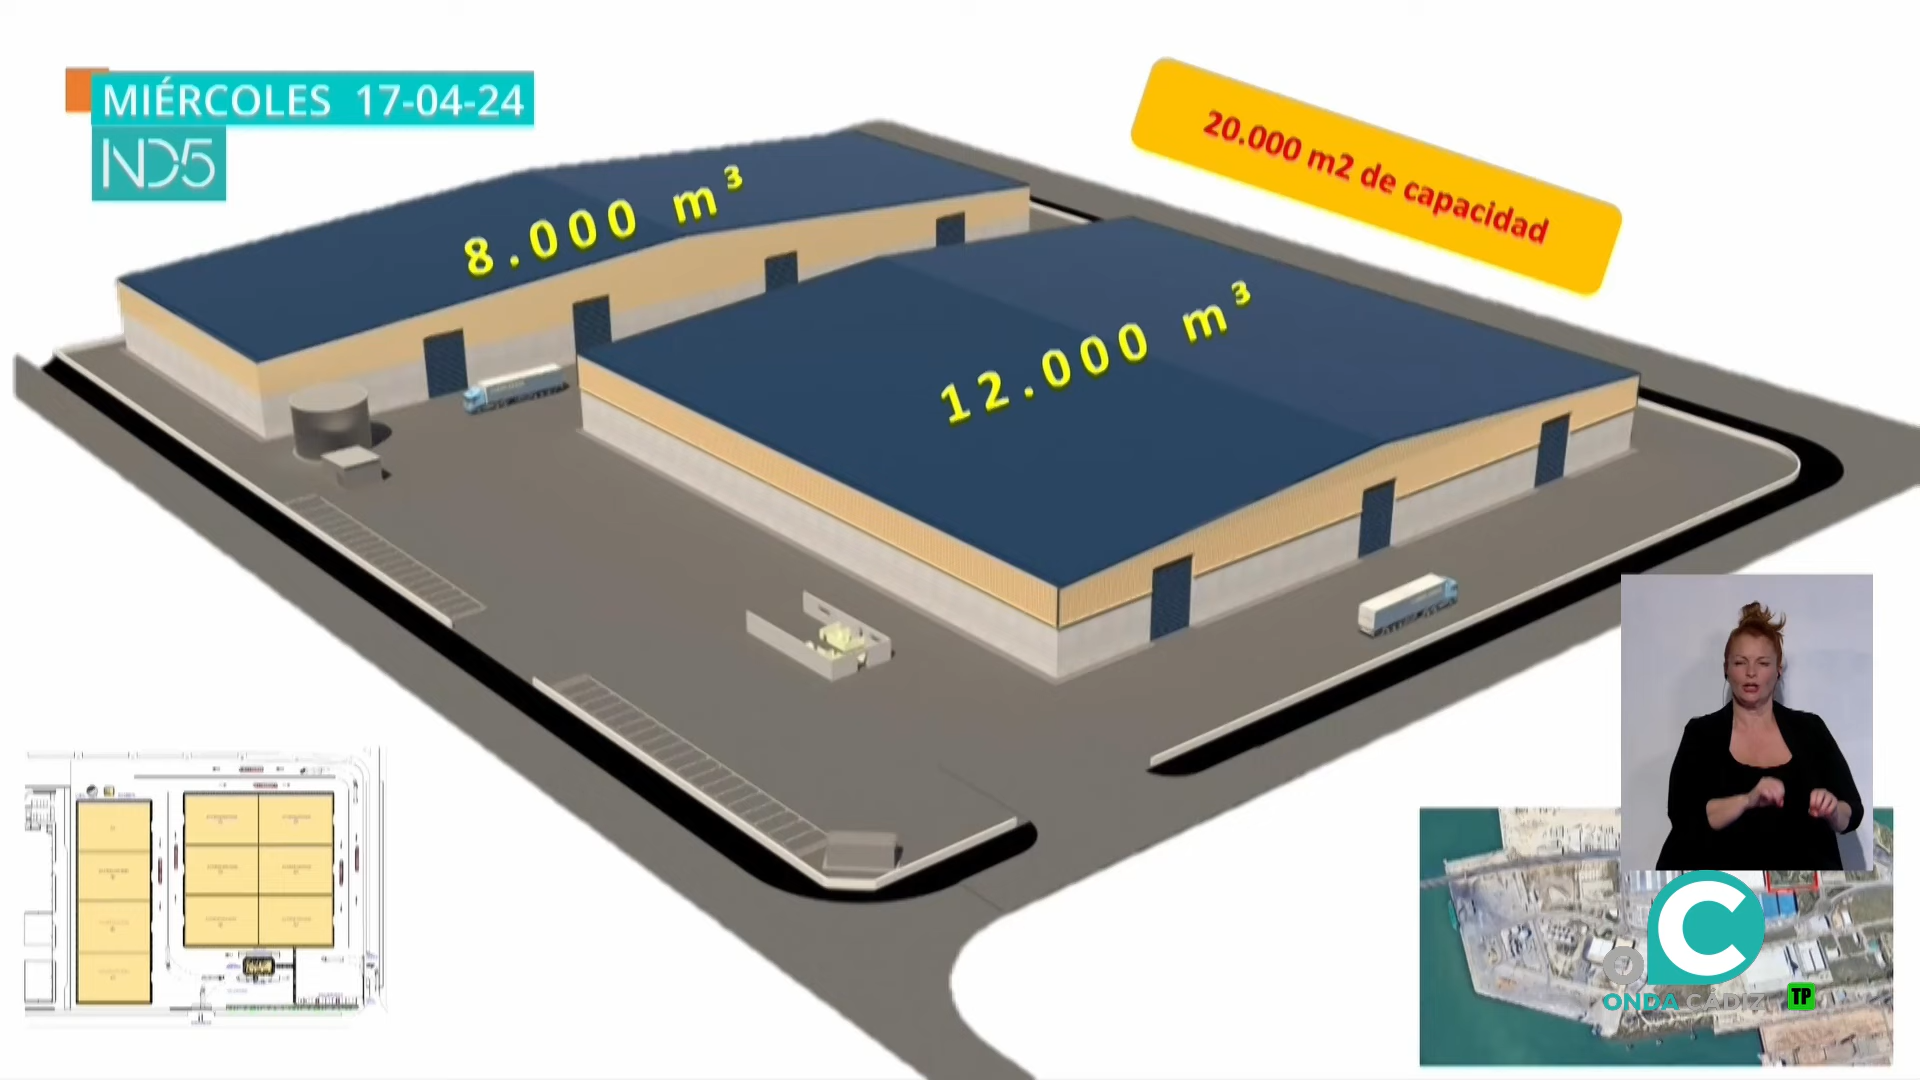 MIÉRCOLES 17-04-24
ND5
20.000 m2 de capacidad
8.000 m³
12.000 m³
C
ONDA CÁDIZ
TP